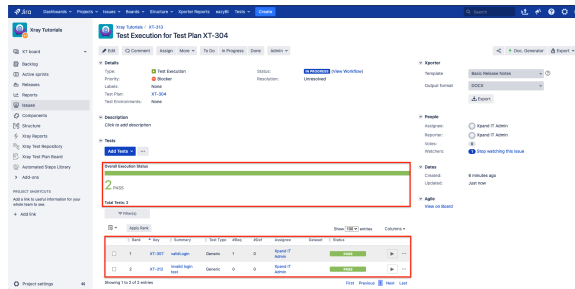 Jira Dashboards Projects Issues Boards Structure Xporter Reports eazyBI Tests Create Search
Xray Tutorials
Xray Tutorials / XT-313
Test Execution for Test Plan XT-304
Edit Comment Assign More To Do In Progress Done Admin Doc. Generator Export
XT board
Backlog
Active sprints
Releases
Reports
Issues
Components
Structure
Xray Reports
Xray Test Repository
Xray Test Plan Board
Automated Steps Library
Add-ons
PROJECT SHORTCUTS
Add a link to useful information for your
whole team to see.
+ Add link
Project settings
Details
Type: Test Execution Status: IN PROGRESS (View Workflow)
Priority: Blocker Resolution: Unresolved
Labels: None
Test Plan: XT-304
Test Environments: None
Description
Click to add description
Tests
Add Tests
Overall Execution Status
2 PASS
Total Tests: 2
Filter(s)
Apply Rank Show 100 entries Columns
Rank Key Summary Test Type #Req #Def Assignee Dataset Status
1 XT-307 validLogin Generic 1 0 Xpand IT Admin PASS
2 XT-312 invalid login test Generic 0 0 Xpand IT Admin PASS
Showing 1 to 2 of 2 entries First Previous 1 Next Last
Xporter
Template Basic Release Notes
Output format DOCX
Export
People
Assignee: Xpand IT Admin
Reporter: Xpand IT Admin
Votes: 0
Watchers: 1 Stop watching this issue
Dates
Created: 6 minutes ago
Updated: Just now
Agile
View on Board